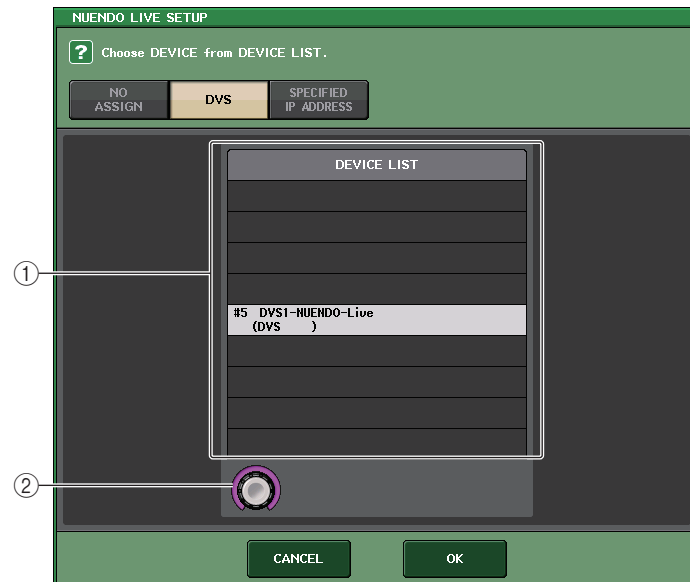 NUENDO LIVE SETUP
? Choose DEVICE from DEVICE LIST.
NO ASSIGN
DVS
SPECIFIED IP ADDRESS
DEVICE LIST
①
#5 DVS1-NUENDO-Live
(DVS )
②
CANCEL
OK